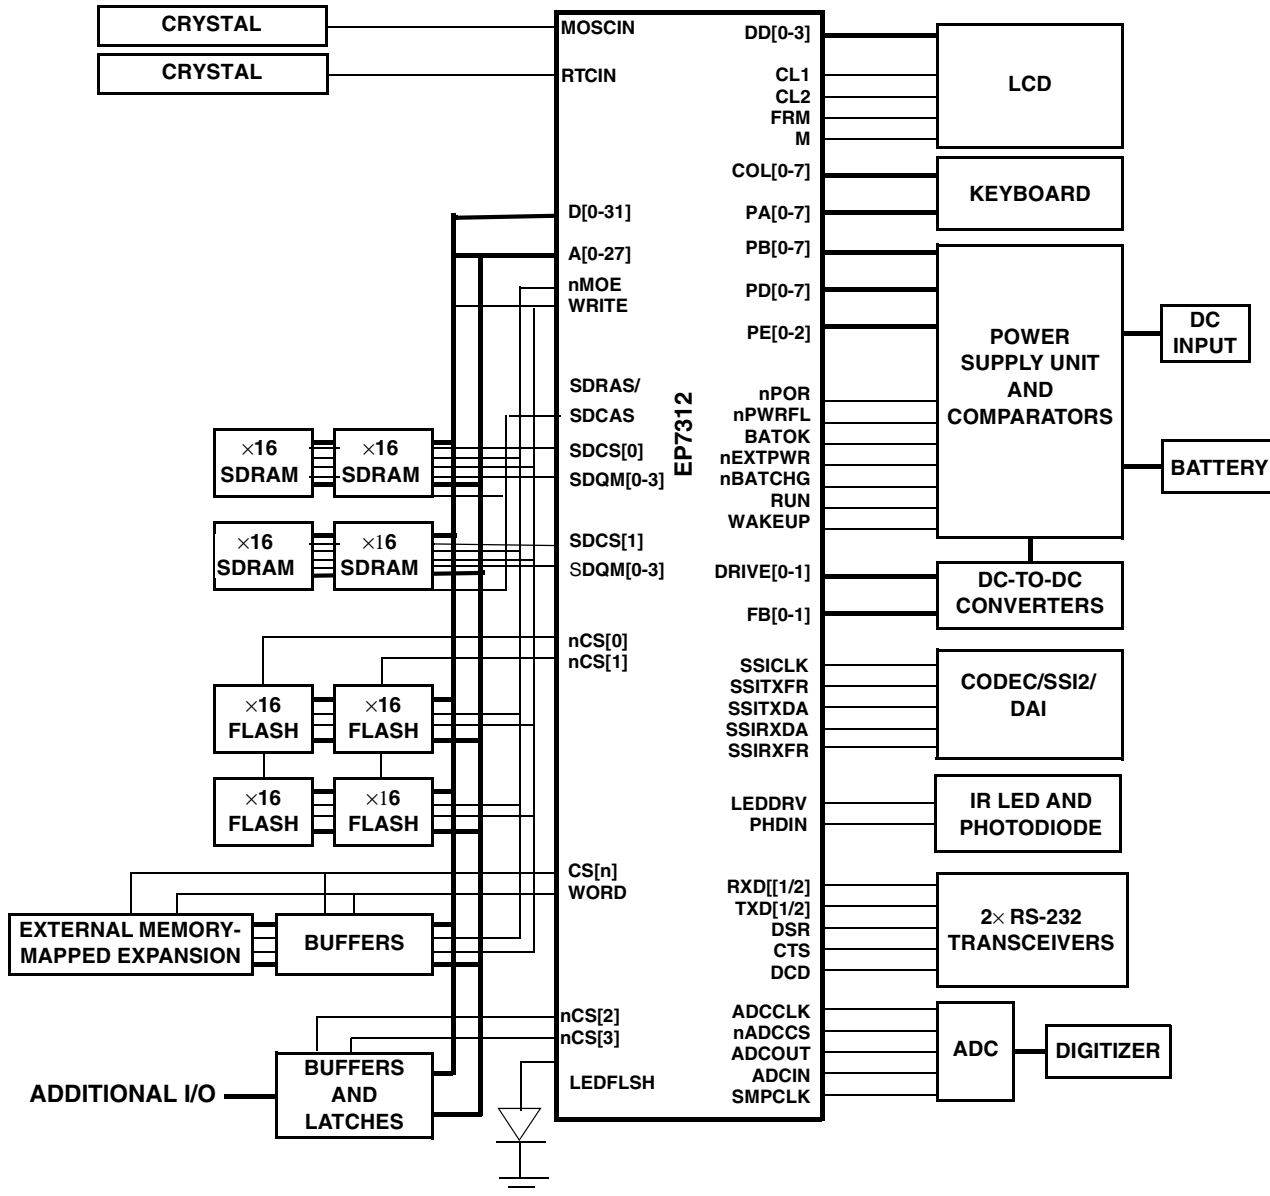 CRYSTAL
CRYSTAL
MOSCIN
RTCIN
D[0-31]
A[0-27]
nMOE
WRITE
SDRAS/
SDCAS
SDCS[0]
SDQM[0-3]
SDCS[1]
SDQM[0-3]
nCS[0]
nCS[1]
CS[n]
WORD
nCS[2]
nCS[3]
LEDFLSH
EP7312
×16
SDRAM
×16
SDRAM
×16
SDRAM
×16
SDRAM
×16
FLASH
×16
FLASH
×16
FLASH
×16
FLASH
EXTERNAL MEMORY-
MAPPED EXPANSION
BUFFERS
ADDITIONAL I/O
BUFFERS
AND
LATCHES
DD[0-3]
CL1
CL2
FRM
M
COL[0-7]
PA[0-7]
PB[0-7]
PD[0-7]
PE[0-2]
nPOR
nPWRFL
BATOK
nEXTPWR
nBATCHG
RUN
WAKEUP
DRIVE[0-1]
FB[0-1]
SSICLK
SSITXFR
SSITXDA
SSIRXDA
SSIRXFR
LEDDRV
PHDIN
RXD[[1/2]
TXD[1/2]
DSR
CTS
DCD
ADCCLK
nADCCS
ADCOUT
ADCIN
SMPCLK
LCD
KEYBOARD
POWER
SUPPLY UNIT
AND
COMPARATORS
DC
INPUT
BATTERY
DC-TO-DC
CONVERTERS
CODEC/SSI2/
DAI
IR LED AND
PHOTODIODE
2× RS-232
TRANSCEIVERS
ADC
DIGITIZER